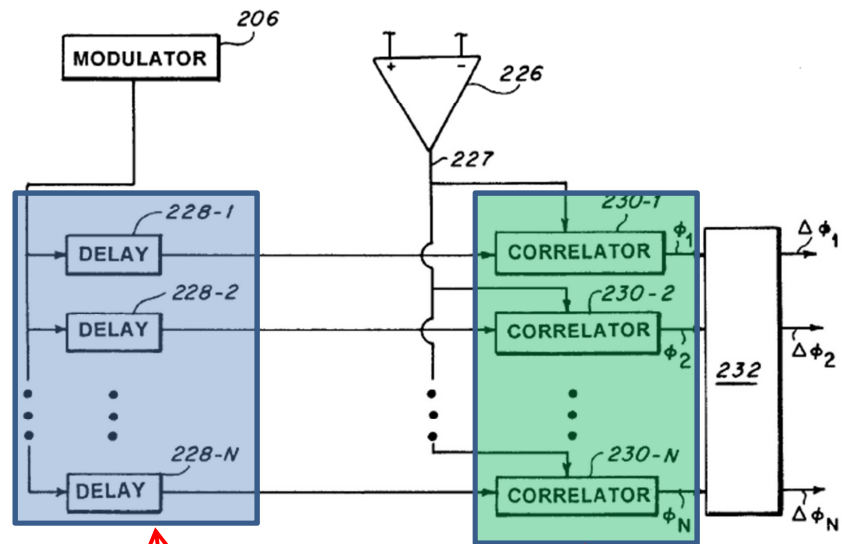 206
MODULATOR
+ -
226
227
228-1
230-1
DELAY
CORRELATOR
ϕ1
Δϕ1
228-2
230-2
DELAY
CORRELATOR
ϕ2
Δϕ2
232
228-N
230-N
DELAY
CORRELATOR
ϕN
ΔϕN